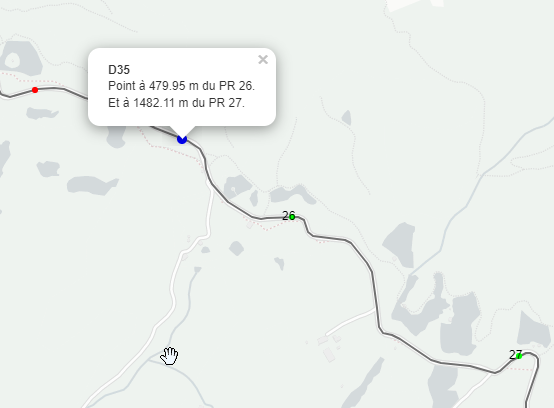 D35
Point à 479.95 m du PR 26.
Et à 1482.11 m du PR 27.
26
27